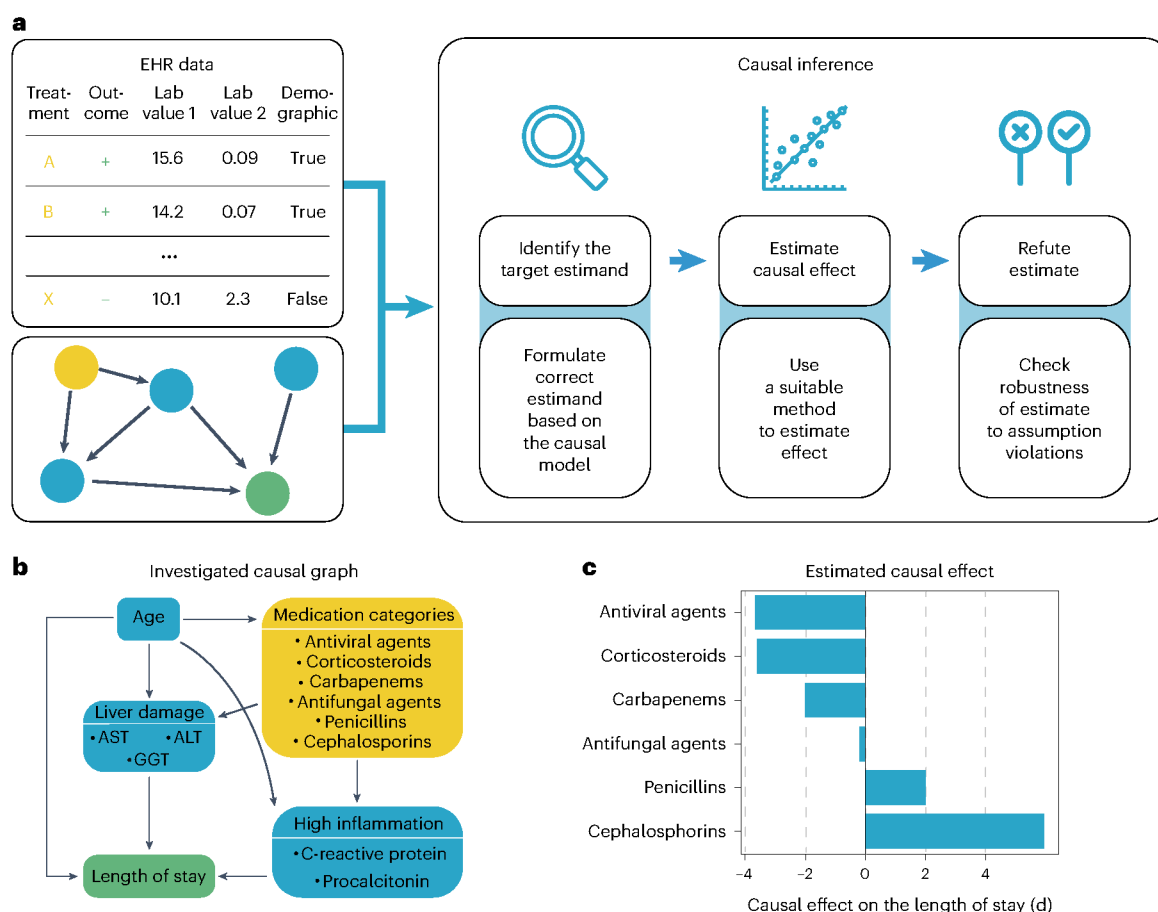 a
EHR data
Treat-
ment
Out-
come
Lab
value 1
Lab
value 2
Demo-
graphic
A + 15.6 0.09 True
B + 14.2 0.07 True
...
X – 10.1 2.3 False
Causal inference
Identify the
target estimand
Estimate
causal effect
Refute
estimate
Formulate
correct
estimand
based on
the causal
model
Use
a suitable
method
to estimate
effect
Check
robustness
of estimate
to assumption
violations
b
Investigated causal graph
Age
Medication categories
• Antiviral agents
• Corticosteroids
• Carbapenems
• Antifungal agents
• Penicillins
• Cephalosporins
Liver damage
• AST • ALT
• GGT
High inflammation
• C-reactive protein
• Procalcitonin
Length of stay
c
Estimated causal effect
Antiviral agents
Corticosteroids
Carbapenems
Antifungal agents
Penicillins
Cephalosphorins
–4 –2 0 2 4
Causal effect on the length of stay (d)